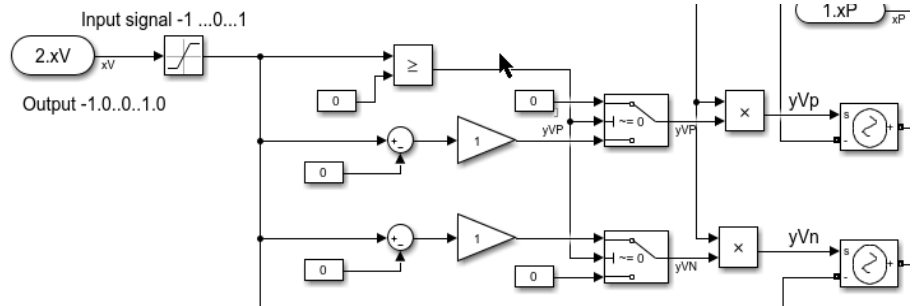 Input signal -1 ...0...1
1.xP
xP
2.xV
xV
≥
0
0
~= 0
yVP
yVP
×
yVp
s
-
+
Output -1.0..0..1.0
+
-
1
0
+
-
1
~= 0
yVN
×
yVn
s
-
+
0
0
s